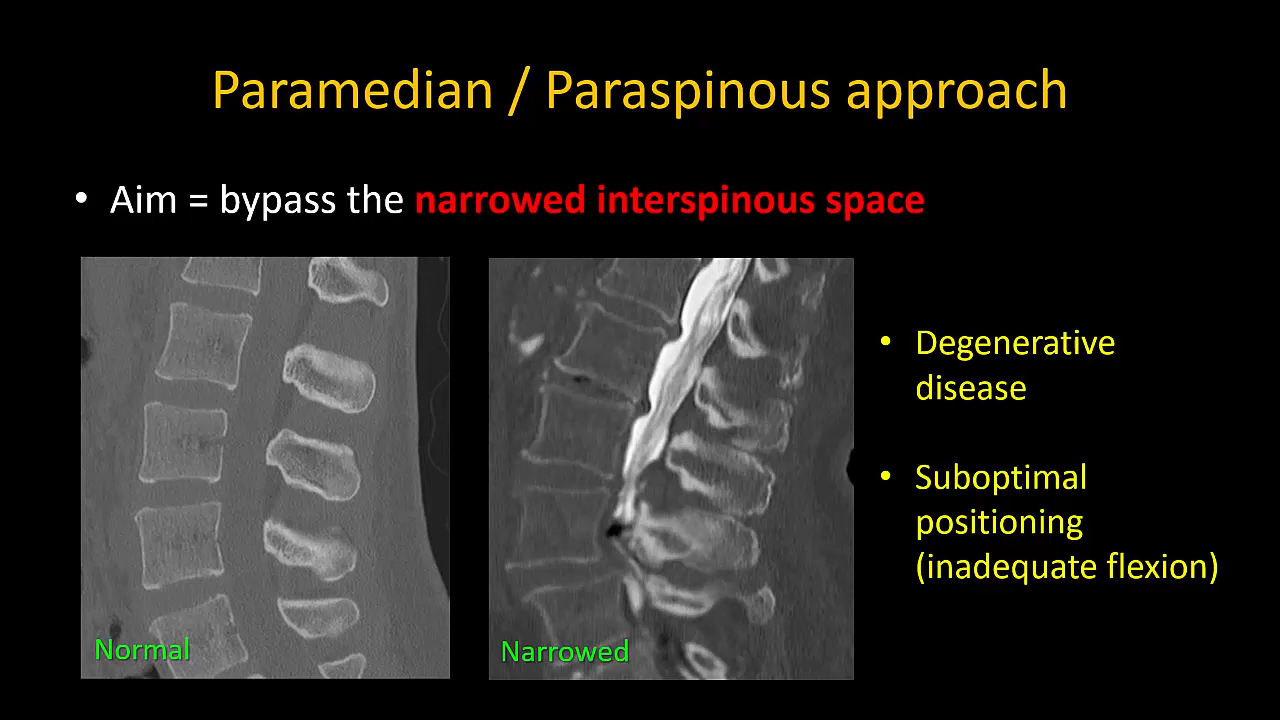 Paramedian / Paraspinous approach
• Aim = bypass the narrowed interspinous space
• Degenerative
disease
• Suboptimal
positioning
(inadequate flexion)
Normal
Narrowed